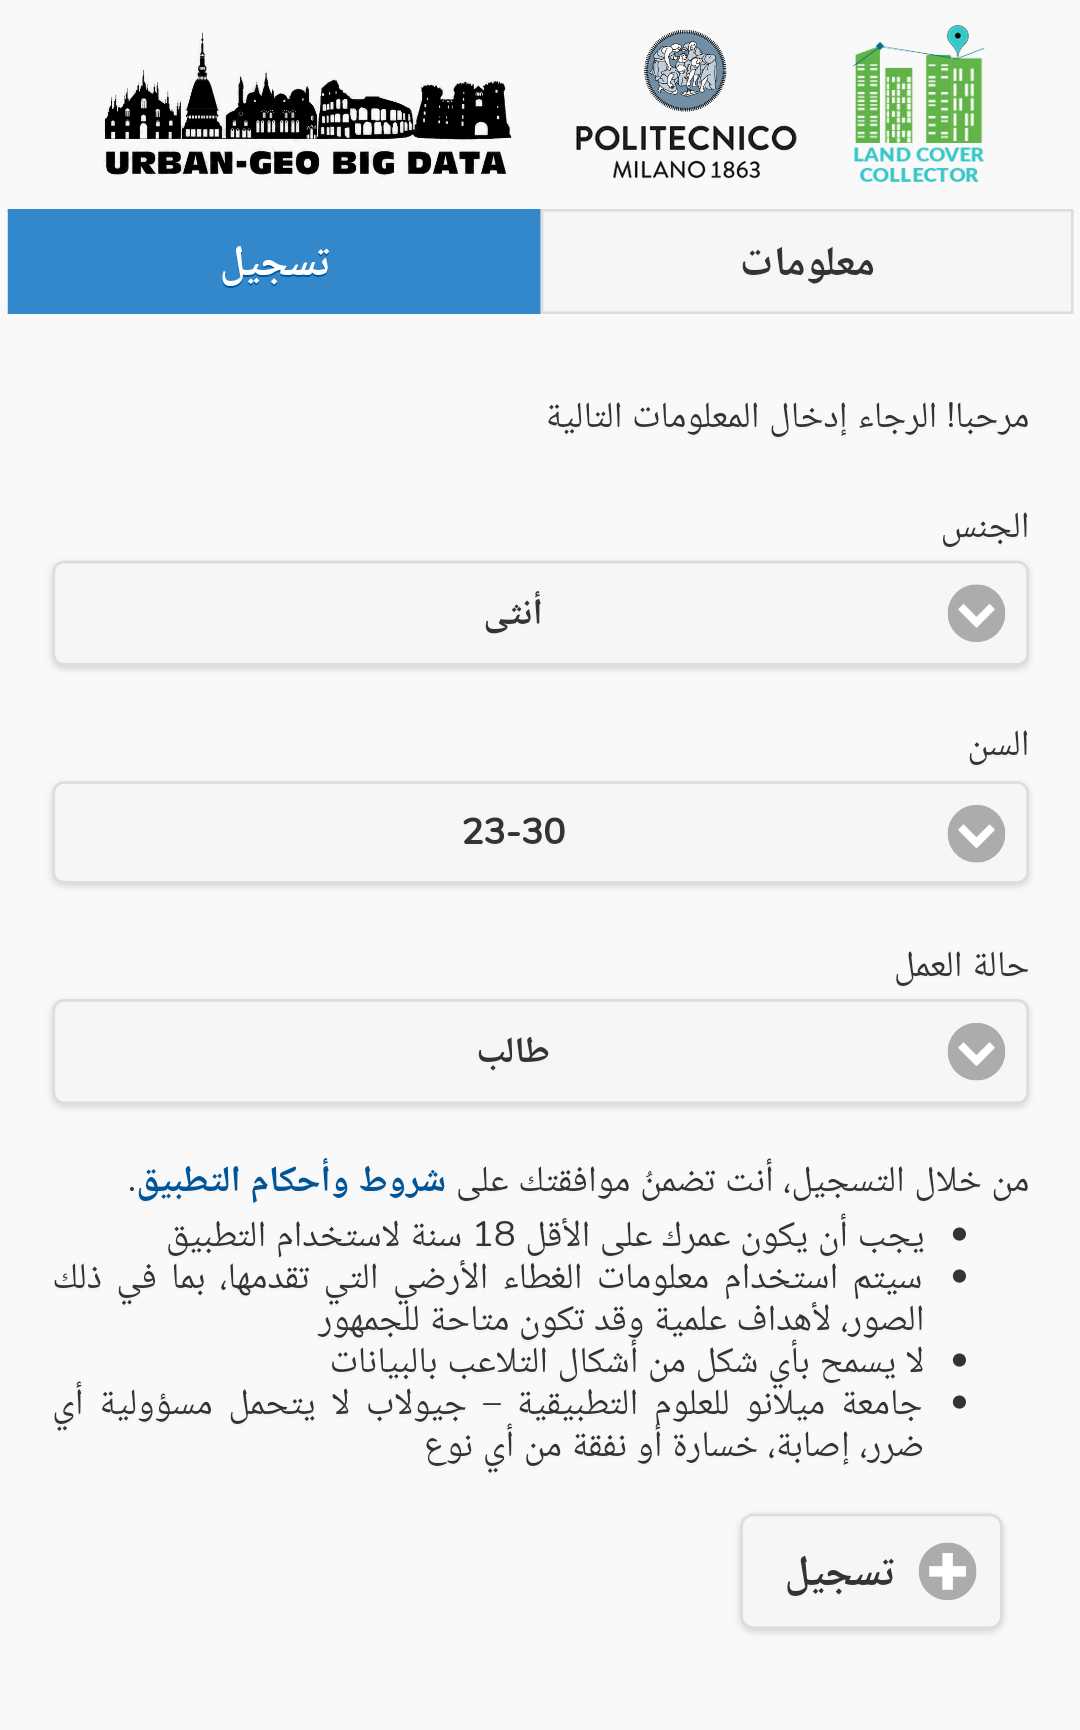 URBAN-GEO BIG DATA
POLITECNICO
MILANO 1863
LAND COVER
COLLECTOR
معلومات
تسجيل
مرحبا! الرجاء إدخال المعلومات التالية
الجنس
أنثى
السن
23-30
حالة العمل
طالب
من خلال التسجيل، أنت تضمنُ موافقتك على شروط وأحكام التطبيق.
• يجب أن يكون عمرك على الأقل 18 سنة لاستخدام التطبيق
• سيتم استخدام معلومات الغطاء الأرضي التي تقدمها، بما في ذلك
الصور، لأهداف علمية وقد تكون متاحة للجمهور
• لا يسمح بأي شكل من أشكال التلاعب بالبيانات
• جامعة ميلانو للعلوم التطبيقية – جيولاب لا يتحمل مسؤولية أي
ضرر، إصابة، خسارة أو نفقة من أي نوع
تسجيل